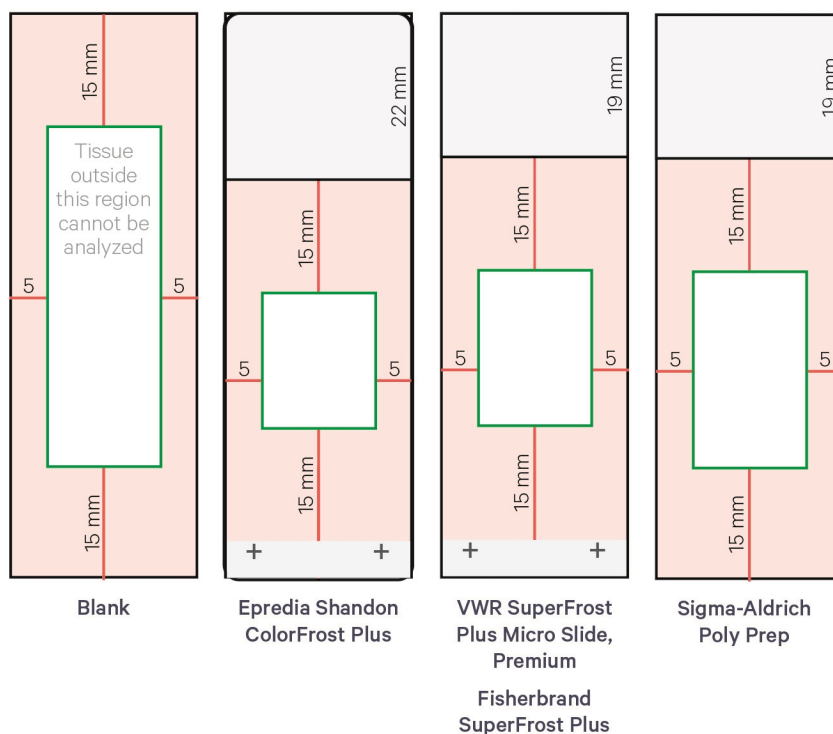 15 mm
Tissue
outside
this region
cannot be
analyzed
5
5
15 mm
Blank
22 mm
15 mm
5
5
15 mm
+
+
Epredia Shandon
ColorFrost Plus
19 mm
15 mm
5
5
15 mm
+
+
VWR SuperFrost
Plus Micro Slide,
Premium
Fisherbrand
SuperFrost Plus
19 mm
15 mm
5
5
15 mm
Sigma-Aldrich
Poly Prep